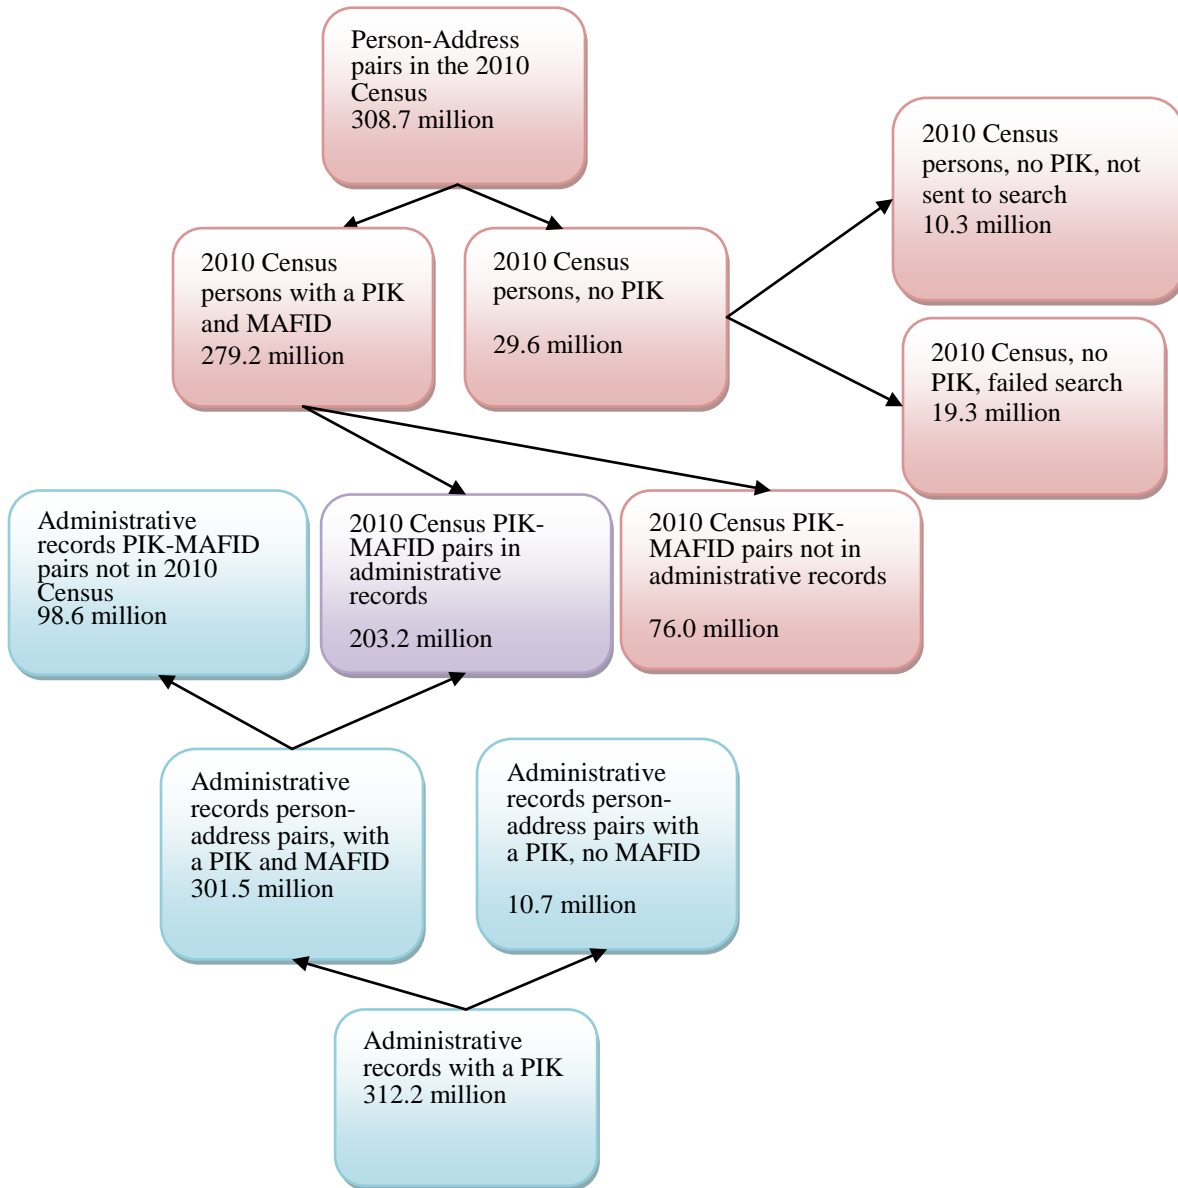 Person-Address
pairs in the 2010
Census
308.7 million
2010 Census
persons, no PIK, not
sent to search
10.3 million
2010 Census
persons with a PIK
and MAFID
279.2 million
2010 Census
persons, no PIK
29.6 million
2010 Census, no
PIK, failed search
19.3 million
Administrative
records PIK-MAFID
pairs not in 2010
Census
98.6 million
2010 Census PIK-
MAFID pairs in
administrative
records
203.2 million
2010 Census PIK-
MAFID pairs not in
administrative records
76.0 million
Administrative
records person-
address pairs, with
a PIK and MAFID
301.5 million
Administrative
records person-
address pairs with
a PIK, no MAFID
10.7 million
Administrative
records with a PIK
312.2 million